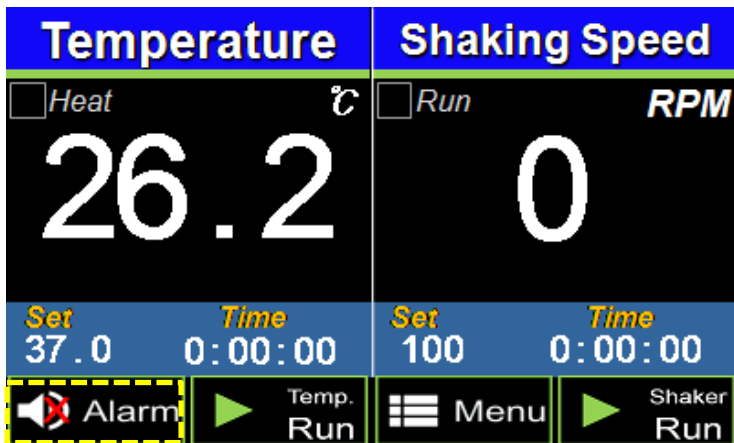 Temperature
Shaking Speed
Heat
℃
Run
RPM
26.2
0
Set
Time
Set
Time
37.0
0:00:00
100
0:00:00
Alarm
Temp.
Run
Menu
Shaker
Run